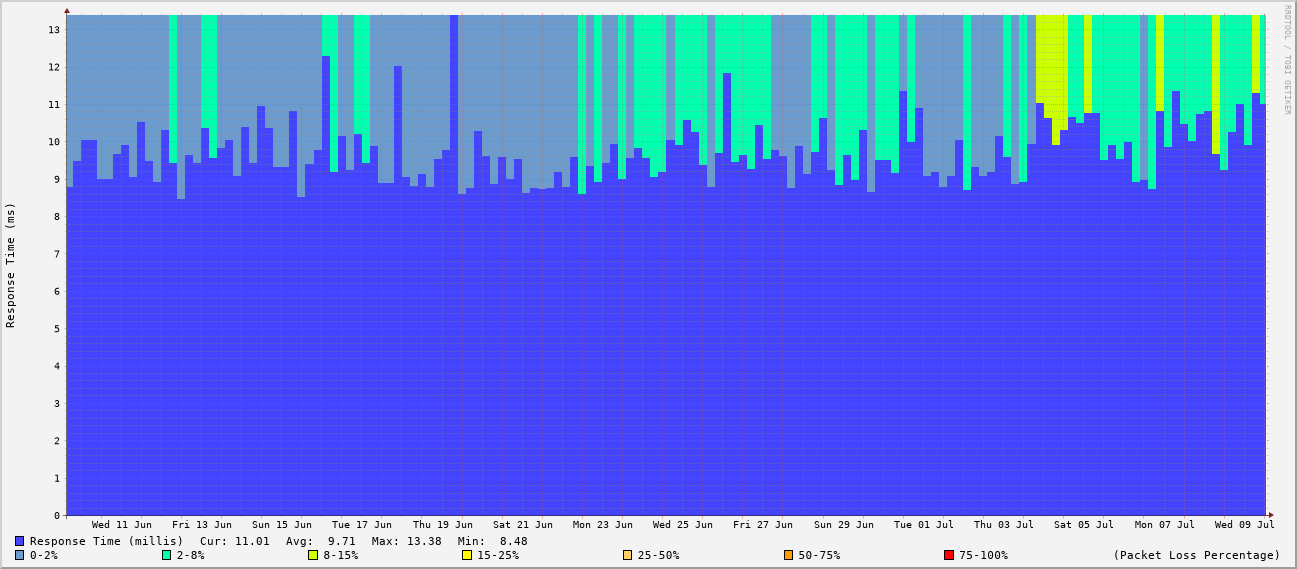 RRDTOOL / TOBI OETIKER
Response Time (ms)
13
12
11
10
9
8
7
6
5
4
3
2
1
0
Wed 11 Jun Fri 13 Jun Sun 15 Jun Tue 17 Jun Thu 19 Jun Sat 21 Jun Mon 23 Jun Wed 25 Jun Fri 27 Jun Sun 29 Jun Tue 01 Jul Thu 03 Jul Sat 05 Jul Mon 07 Jul Wed 09 Jul
Response Time (millis) Cur: 11.01 Avg: 9.71 Max: 13.38 Min: 8.48
0-2% 2-8% 8-15% 15-25% 25-50% 50-75% 75-100% (Packet Loss Percentage)